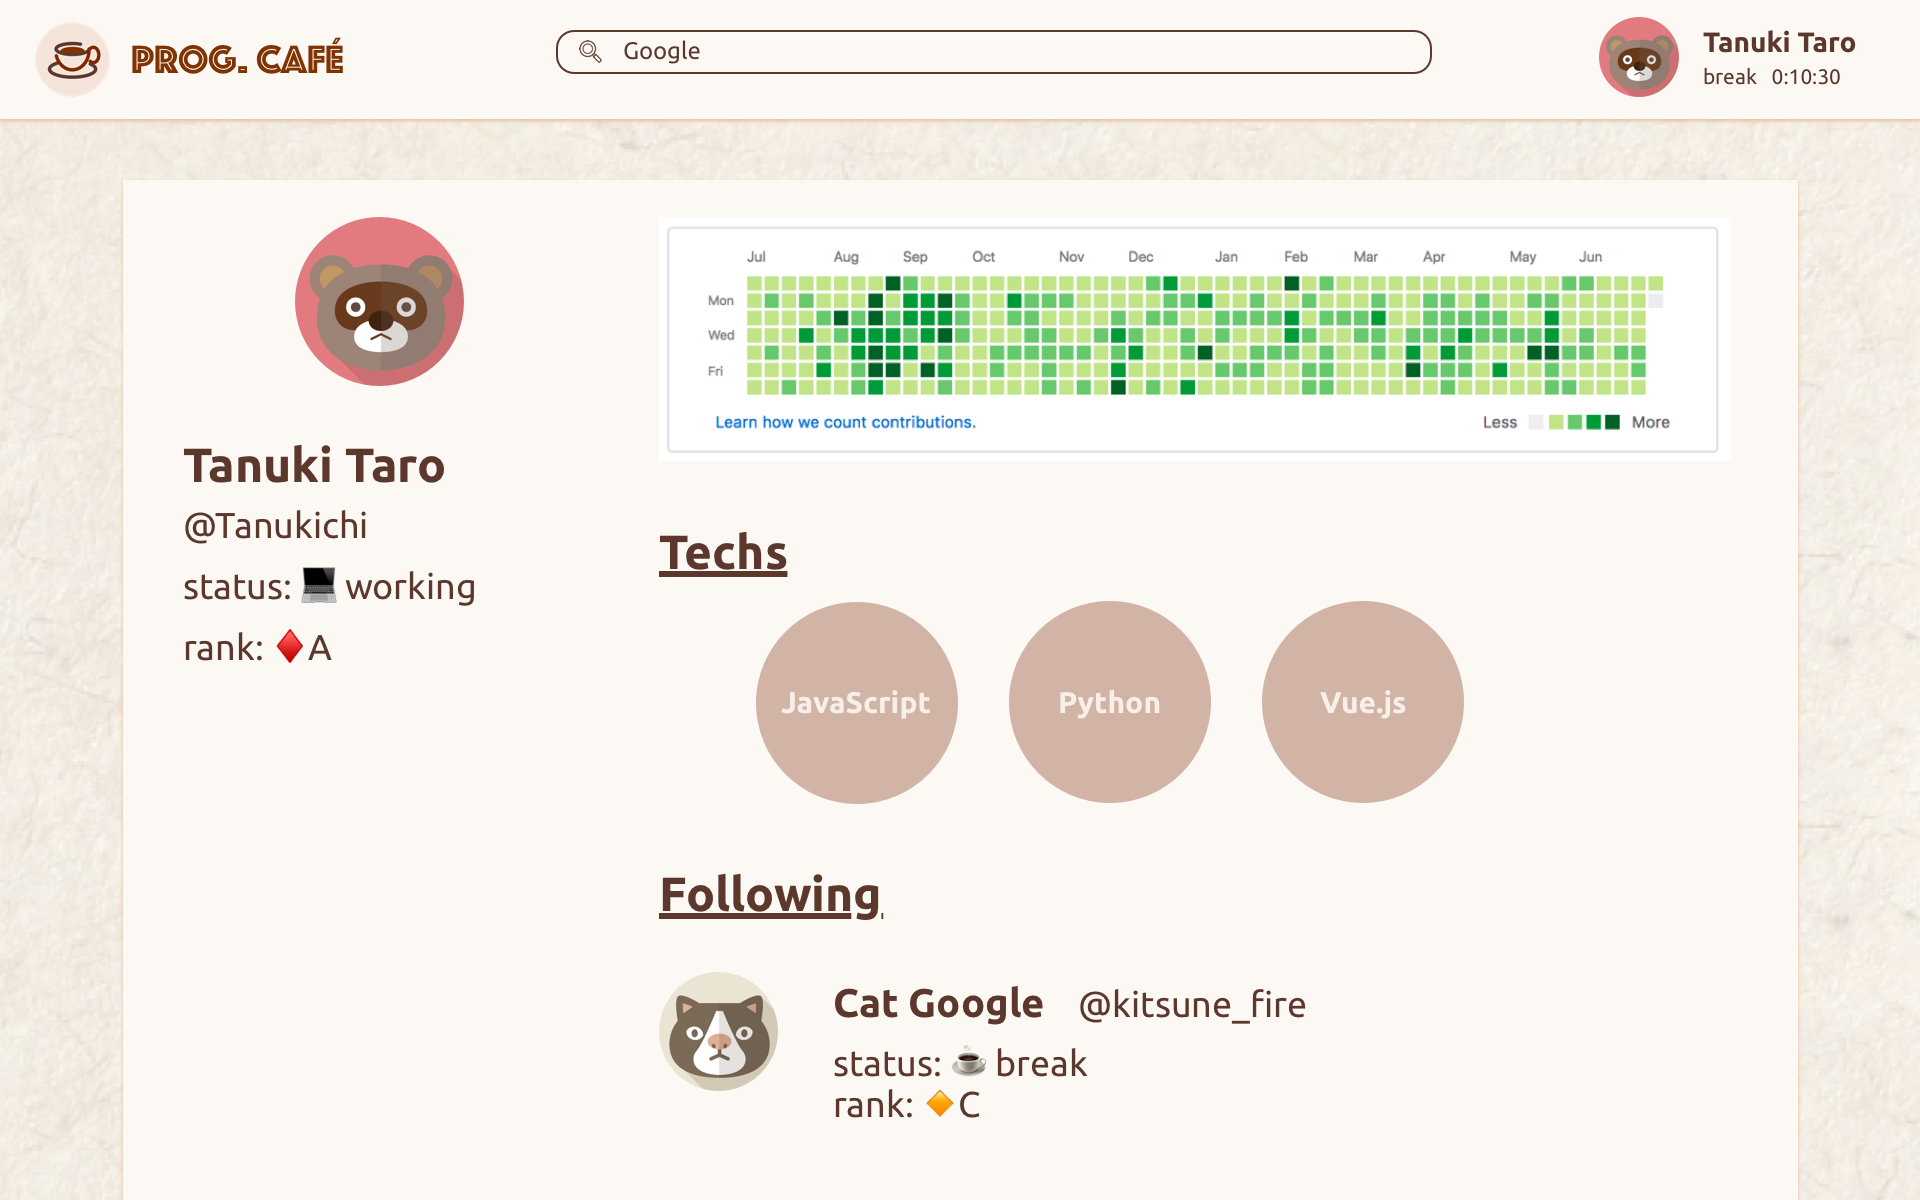 PROG. CAFÉ
Google
Tanuki Taro
break 0:10:30
Jul Aug Sep Oct Nov Dec Jan Feb Mar Apr May Jun
Mon
Wed
Fri
Learn how we count contributions.
Less More
Tanuki Taro
@Tanukichi
status: 💻 working
rank: ♦️A
Techs
JavaScript
Python
Vue.js
Following
Cat Google @kitsune_fire
status: ☕ break
rank: 🔶C